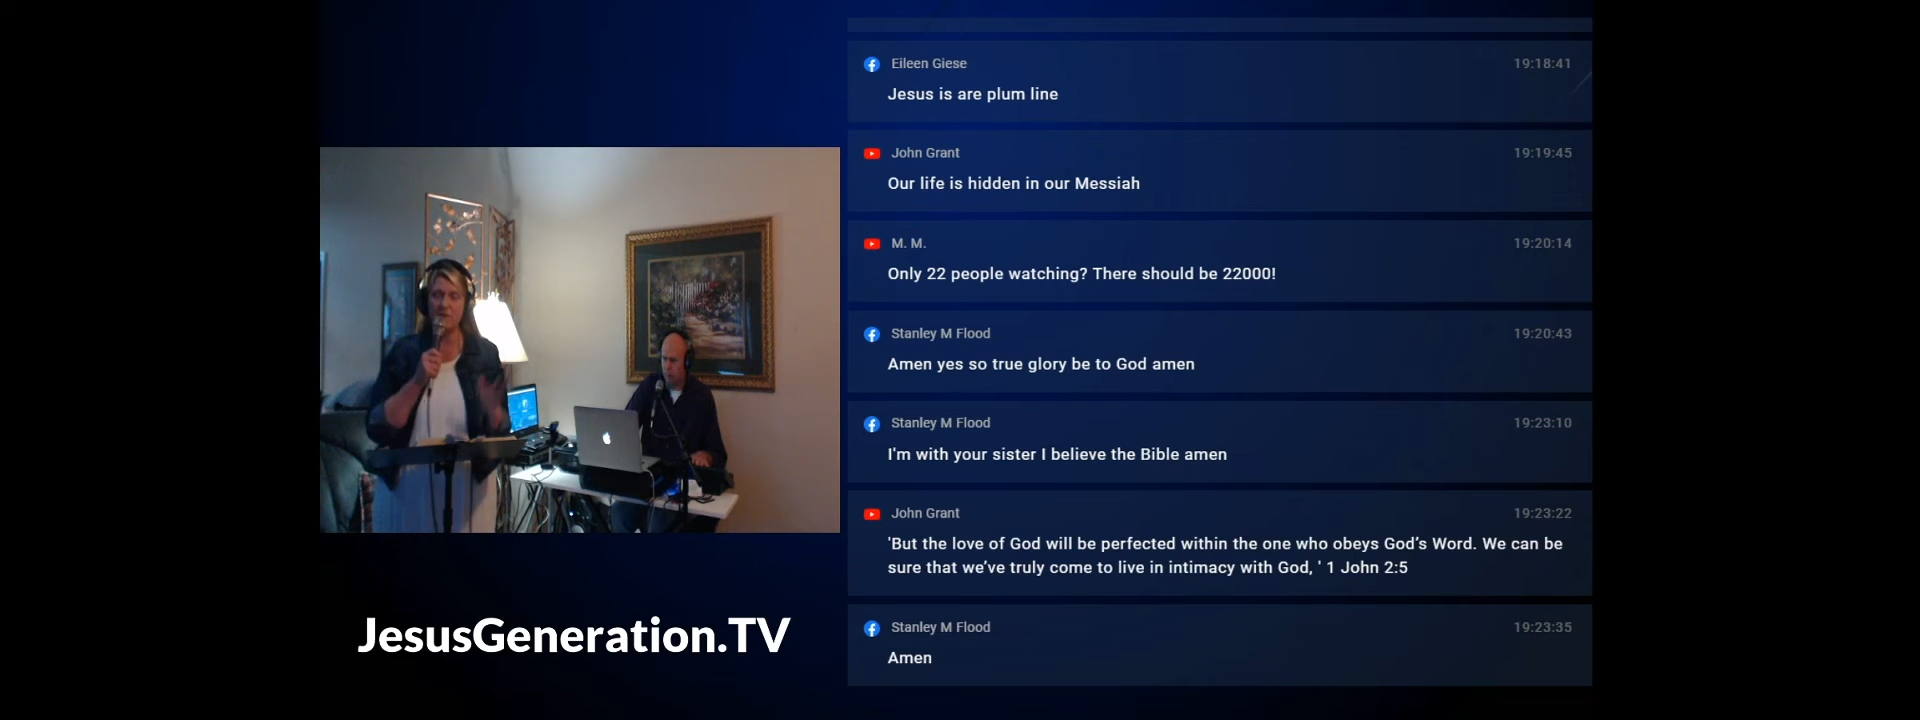 Eileen Giese 19:18:41
Jesus is are plum line
John Grant 19:19:45
Our life is hidden in our Messiah
M. M. 19:20:14
Only 22 people watching? There should be 22000!
Stanley M Flood 19:20:43
Amen yes so true glory be to God amen
Stanley M Flood 19:23:10
I'm with your sister I believe the Bible amen
John Grant 19:23:22
'But the love of God will be perfected within the one who obeys God’s Word. We can be
sure that we’ve truly come to live in intimacy with God, ' 1 John 2:5
Stanley M Flood 19:23:35
Amen
JesusGeneration.TV